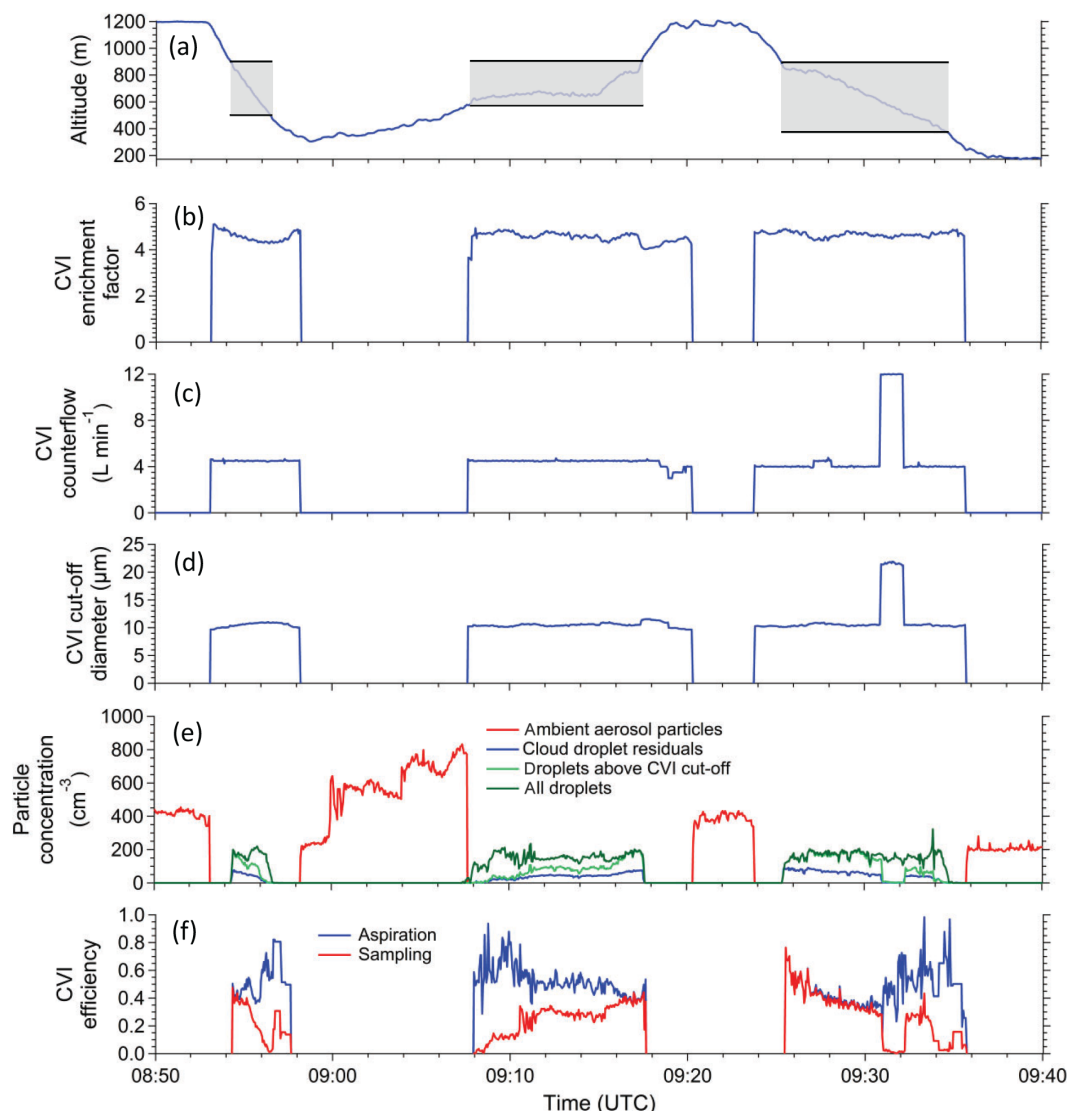 (a)
Altitude (m)
1200
1000
800
600
400
200
(b)
CVI
enrichment
factor
6
4
2
0
(c)
CVI
counterflow
(L min⁻¹)
12
8
4
0
(d)
CVI cut-off
diameter (µm)
25
20
15
10
5
0
(e)
Particle
concentration
(cm⁻³)
1000
800
600
400
200
0
Ambient aerosol particles
Cloud droplet residuals
Droplets above CVI cut-off
All droplets
(f)
CVI
efficiency
1.0
0.8
0.6
0.4
0.2
0.0
Aspiration
Sampling
08:50 09:00 09:10 09:20 09:30 09:40
Time (UTC)